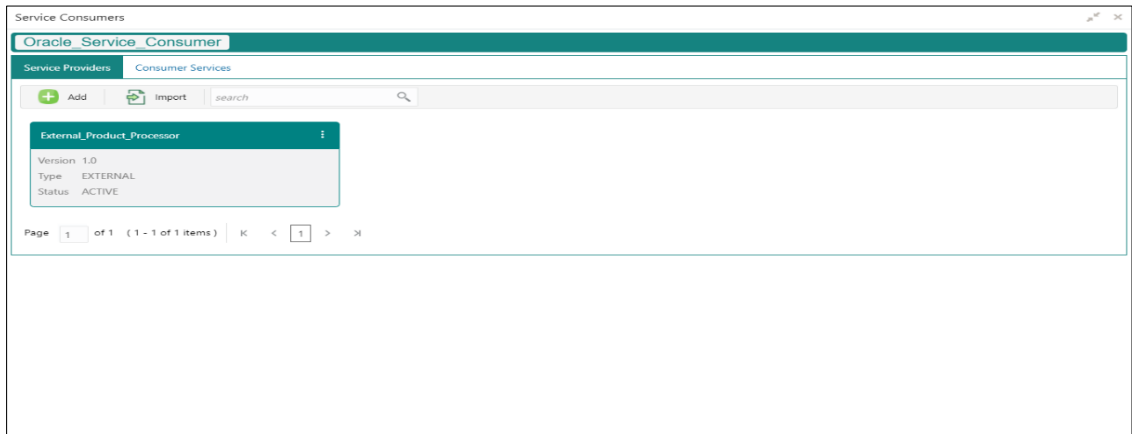 Service Consumers
Oracle_Service_Consumer
Service Providers Consumer Services
Add Import search
External_Product_Processor
Version 1.0
Type EXTERNAL
Status ACTIVE
Page 1 of 1 (1 - 1 of 1 items) 1